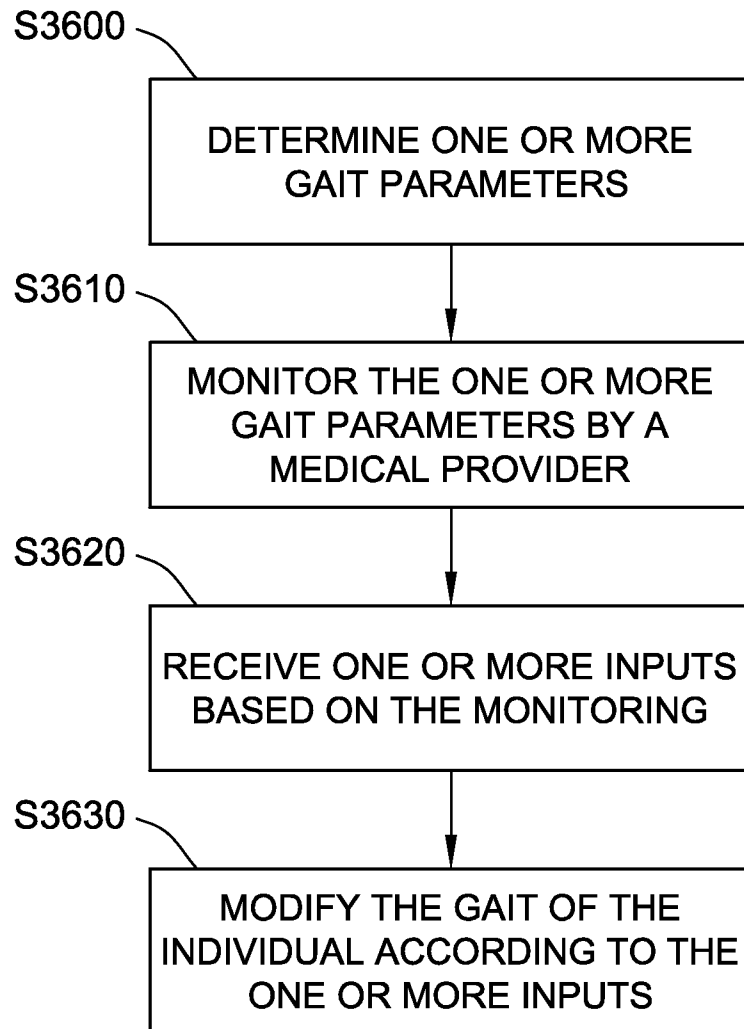 S3600
DETERMINE ONE OR MORE
GAIT PARAMETERS
S3610
MONITOR THE ONE OR MORE
GAIT PARAMETERS BY A
MEDICAL PROVIDER
S3620
RECEIVE ONE OR MORE INPUTS
BASED ON THE MONITORING
S3630
MODIFY THE GAIT OF THE
INDIVIDUAL ACCORDING TO THE
ONE OR MORE INPUTS